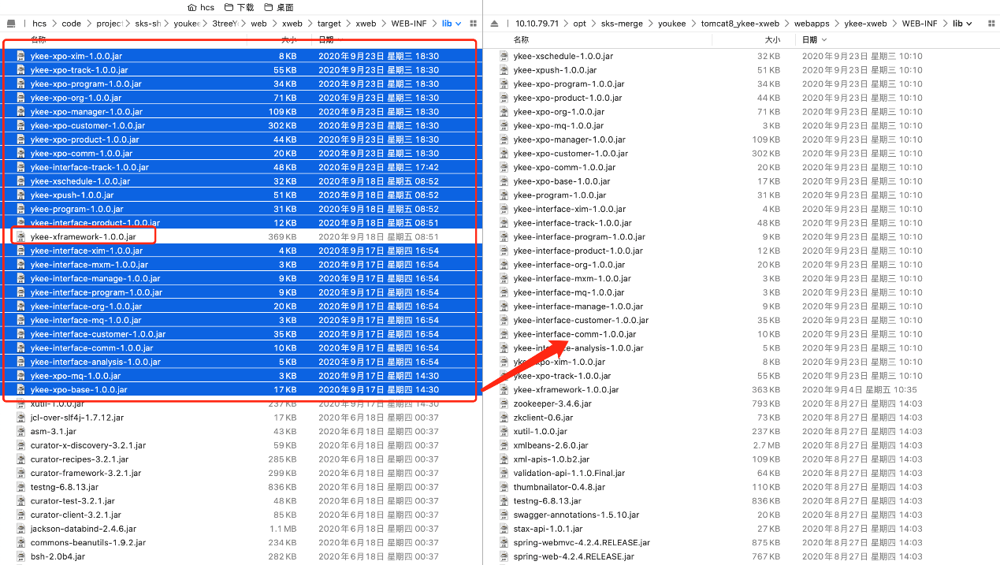 hcs 下载 桌面
hcs > code > project > sks-sh > youkee > 3treeY > web > xweb > target > xweb > WEB-INF > lib
名称 大小 日期
ykee-xpo-xim-1.0.0.jar 8 KB 2020年9月23日 星期三 18:30
ykee-xpo-track-1.0.0.jar 55 KB 2020年9月23日 星期三 18:30
ykee-xpo-program-1.0.0.jar 34 KB 2020年9月23日 星期三 18:30
ykee-xpo-org-1.0.0.jar 71 KB 2020年9月23日 星期三 18:30
ykee-xpo-manager-1.0.0.jar 109 KB 2020年9月23日 星期三 18:30
ykee-xpo-customer-1.0.0.jar 302 KB 2020年9月23日 星期三 18:30
ykee-xpo-product-1.0.0.jar 44 KB 2020年9月23日 星期三 18:30
ykee-xpo-comm-1.0.0.jar 20 KB 2020年9月23日 星期三 18:30
ykee-interface-track-1.0.0.jar 48 KB 2020年9月23日 星期三 17:42
ykee-xschedule-1.0.0.jar 32 KB 2020年9月18日 星期五 08:52
ykee-xpush-1.0.0.jar 51 KB 2020年9月18日 星期五 08:52
ykee-program-1.0.0.jar 31 KB 2020年9月18日 星期五 08:52
ykee-interface-product-1.0.0.jar 12 KB 2020年9月18日 星期五 08:51
ykee-xframework-1.0.0.jar 369 KB 2020年9月18日 星期五 08:51
ykee-interface-xim-1.0.0.jar 4 KB 2020年9月17日 星期四 16:54
ykee-interface-mxm-1.0.0.jar 3 KB 2020年9月17日 星期四 16:54
ykee-interface-manage-1.0.0.jar 9 KB 2020年9月17日 星期四 16:54
ykee-interface-program-1.0.0.jar 9 KB 2020年9月17日 星期四 16:54
ykee-interface-org-1.0.0.jar 20 KB 2020年9月17日 星期四 16:54
ykee-interface-mq-1.0.0.jar 3 KB 2020年9月17日 星期四 16:54
ykee-interface-customer-1.0.0.jar 35 KB 2020年9月17日 星期四 16:54
ykee-interface-comm-1.0.0.jar 10 KB 2020年9月17日 星期四 16:54
ykee-interface-analysis-1.0.0.jar 5 KB 2020年9月17日 星期四 16:54
ykee-xpo-mq-1.0.0.jar 3 KB 2020年9月17日 星期四 14:30
ykee-xpo-base-1.0.0.jar 17 KB 2020年9月17日 星期四 14:30
xutil-1.0.0.jar 237 KB 2020年9月17日 星期四 14:30
jcl-over-slf4j-1.7.12.jar 17 KB 2020年6月18日 星期四 00:37
asm-3.1.jar 43 KB 2020年6月18日 星期四 00:37
curator-x-discovery-3.2.1.jar 59 KB 2020年6月18日 星期四 00:37
curator-recipes-3.2.1.jar 285 KB 2020年6月18日 星期四 00:37
curator-framework-3.2.1.jar 299 KB 2020年6月18日 星期四 00:37
testng-6.8.13.jar 836 KB 2020年6月18日 星期四 00:37
curator-test-3.2.1.jar 48 KB 2020年6月18日 星期四 00:37
curator-client-3.2.1.jar 85 KB 2020年6月18日 星期四 00:37
jackson-databind-2.4.6.jar 1.1 MB 2020年6月18日 星期四 00:37
commons-beanutils-1.9.2.jar 234 KB 2020年6月18日 星期四 00:37
bsh-2.0b4.jar 282 KB 2020年6月18日 星期四 00:37
10.10.79.71 > opt > sks-merge > youkee > tomcat8_ykee-xweb > webapps > ykee-xweb > WEB-INF > lib
名称 大小 日期
ykee-xschedule-1.0.0.jar 32 KB 2020年9月23日 星期三 10:10
ykee-xpush-1.0.0.jar 51 KB 2020年9月23日 星期三 10:10
ykee-xpo-program-1.0.0.jar 34 KB 2020年9月23日 星期三 10:10
ykee-xpo-product-1.0.0.jar 44 KB 2020年9月23日 星期三 10:10
ykee-xpo-org-1.0.0.jar 71 KB 2020年9月23日 星期三 10:10
ykee-xpo-mq-1.0.0.jar 3 KB 2020年9月23日 星期三 10:10
ykee-xpo-manager-1.0.0.jar 109 KB 2020年9月23日 星期三 10:10
ykee-xpo-customer-1.0.0.jar 302 KB 2020年9月23日 星期三 10:10
ykee-xpo-comm-1.0.0.jar 20 KB 2020年9月23日 星期三 10:10
ykee-xpo-base-1.0.0.jar 17 KB 2020年9月23日 星期三 10:10
ykee-program-1.0.0.jar 31 KB 2020年9月23日 星期三 10:10
ykee-interface-xim-1.0.0.jar 4 KB 2020年9月23日 星期三 10:10
ykee-interface-track-1.0.0.jar 48 KB 2020年9月23日 星期三 10:10
ykee-interface-program-1.0.0.jar 9 KB 2020年9月23日 星期三 10:10
ykee-interface-product-1.0.0.jar 12 KB 2020年9月23日 星期三 10:10
ykee-interface-org-1.0.0.jar 20 KB 2020年9月23日 星期三 10:10
ykee-interface-mxm-1.0.0.jar 3 KB 2020年9月23日 星期三 10:10
ykee-interface-mq-1.0.0.jar 3 KB 2020年9月23日 星期三 10:10
ykee-interface-manage-1.0.0.jar 9 KB 2020年9月23日 星期三 10:10
ykee-interface-customer-1.0.0.jar 35 KB 2020年9月23日 星期三 10:10
ykee-interface-comm-1.0.0.jar 10 KB 2020年9月23日 星期三 10:10
ykee-interface-analysis-1.0.0.jar 5 KB 2020年9月23日 星期三 10:10
ykee-xpo-xim-1.0.0.jar 8 KB 2020年9月23日 星期三 10:10
ykee-xpo-track-1.0.0.jar 55 KB 2020年9月23日 星期三 10:10
ykee-xframework-1.0.0.jar 363 KB 2020年9月4日 星期五 10:35
zookeeper-3.4.6.jar 793 KB 2020年8月27日 星期四 14:03
zkclient-0.6.jar 73 KB 2020年8月27日 星期四 14:03
xutil-1.0.0.jar 237 KB 2020年8月27日 星期四 14:03
xmlbeans-2.6.0.jar 2.7 MB 2020年8月27日 星期四 14:03
xml-apis-1.0.b2.jar 109 KB 2020年8月27日 星期四 14:03
validation-api-1.1.0.Final.jar 64 KB 2020年8月27日 星期四 14:03
thumbnailator-0.4.8.jar 110 KB 2020年8月27日 星期四 14:03
testng-6.8.13.jar 836 KB 2020年8月27日 星期四 14:03
swagger-annotations-1.5.10.jar 20 KB 2020年8月27日 星期四 14:03
stax-api-1.0.1.jar 27 KB 2020年8月27日 星期四 14:03
spring-webmvc-4.2.4.RELEASE.jar 875 KB 2020年8月27日 星期四 14:03
spring-web-4.2.4.RELEASE.jar 767 KB 2020年8月27日 星期四 14:03